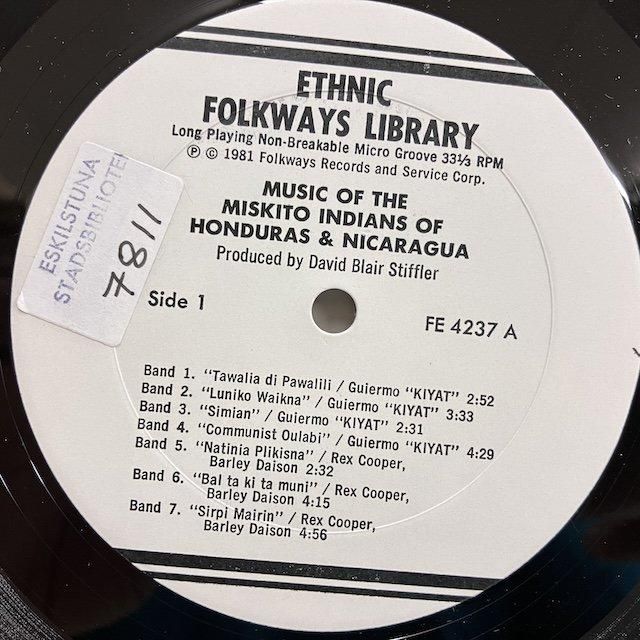 ETHNIC
FOLKWAYS LIBRARY
Long Playing Non-Breakable Micro Groove 33⅓ RPM
Ⓟ © 1981 Folkways Records and Service Corp.
MUSIC OF THE
MISKITO INDIANS OF
HONDURAS & NICARAGUA
Produced by David Blair Stiffler
ESKILSTUNA
STADSBIBLIOTE
7811
Side 1
FE 4237 A
Band 1. "Tawalia di Pawalili / Guiermo "KIYAT" 2:52
Band 2. "Luniko Waikna" / Guiermo "KIYAT" 3:33
Band 3. "Simian" / Guiermo "KIYAT" 2:31
Band 4. "Communist Oulabi" / Guiermo "KIYAT" 4:29
Band 5. "Natinia Plikisna" / Rex Cooper,
Barley Daison 2:32
Band 6. "Bal ta ki ta muni" / Rex Cooper,
Barley Daison 4:15
Band 7. "Sirpi Mairin" / Rex Cooper,
Barley Daison 4:56